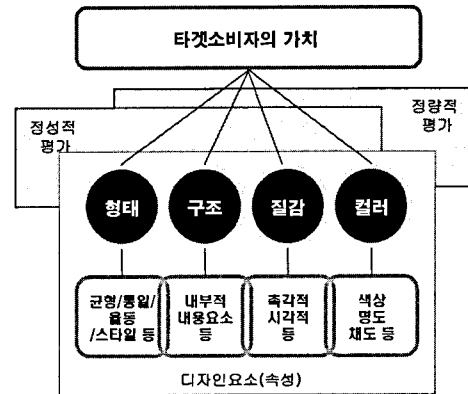 타겟소비자의 가치
정량적
평가
정성적
평가
형태
구조
질감
컬러
균형/통일/
율동
/스타일 등
내부적
내용요소
등
촉각적
시각적
등
색상
명도
채도 등
디자인요소(속성)